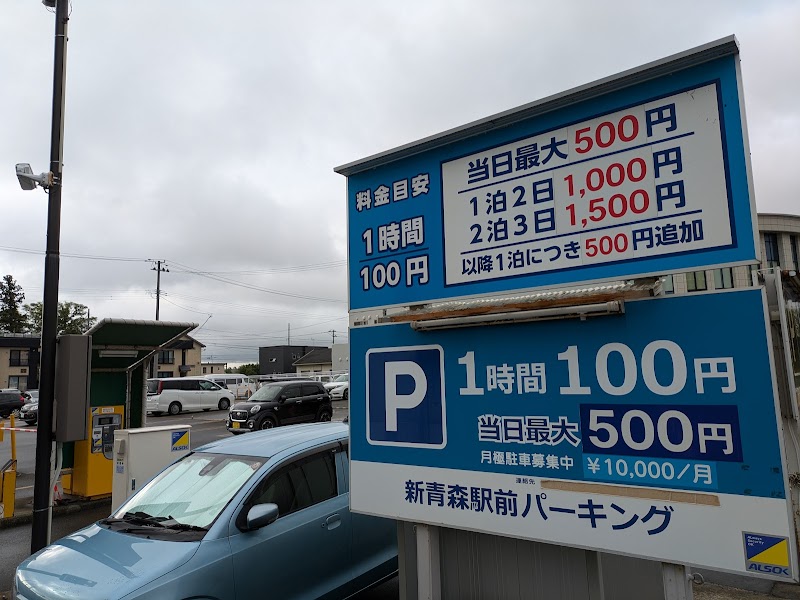 料金目安
1時間
100円
当日最大500円
1泊2日 1,000円
2泊3日 1,500円
以降1泊につき500円追加
P
1時間 100円
当日最大 500円
月極駐車募集中 ¥10,000/月
連絡先
新青森駅前パーキング
ALSOK